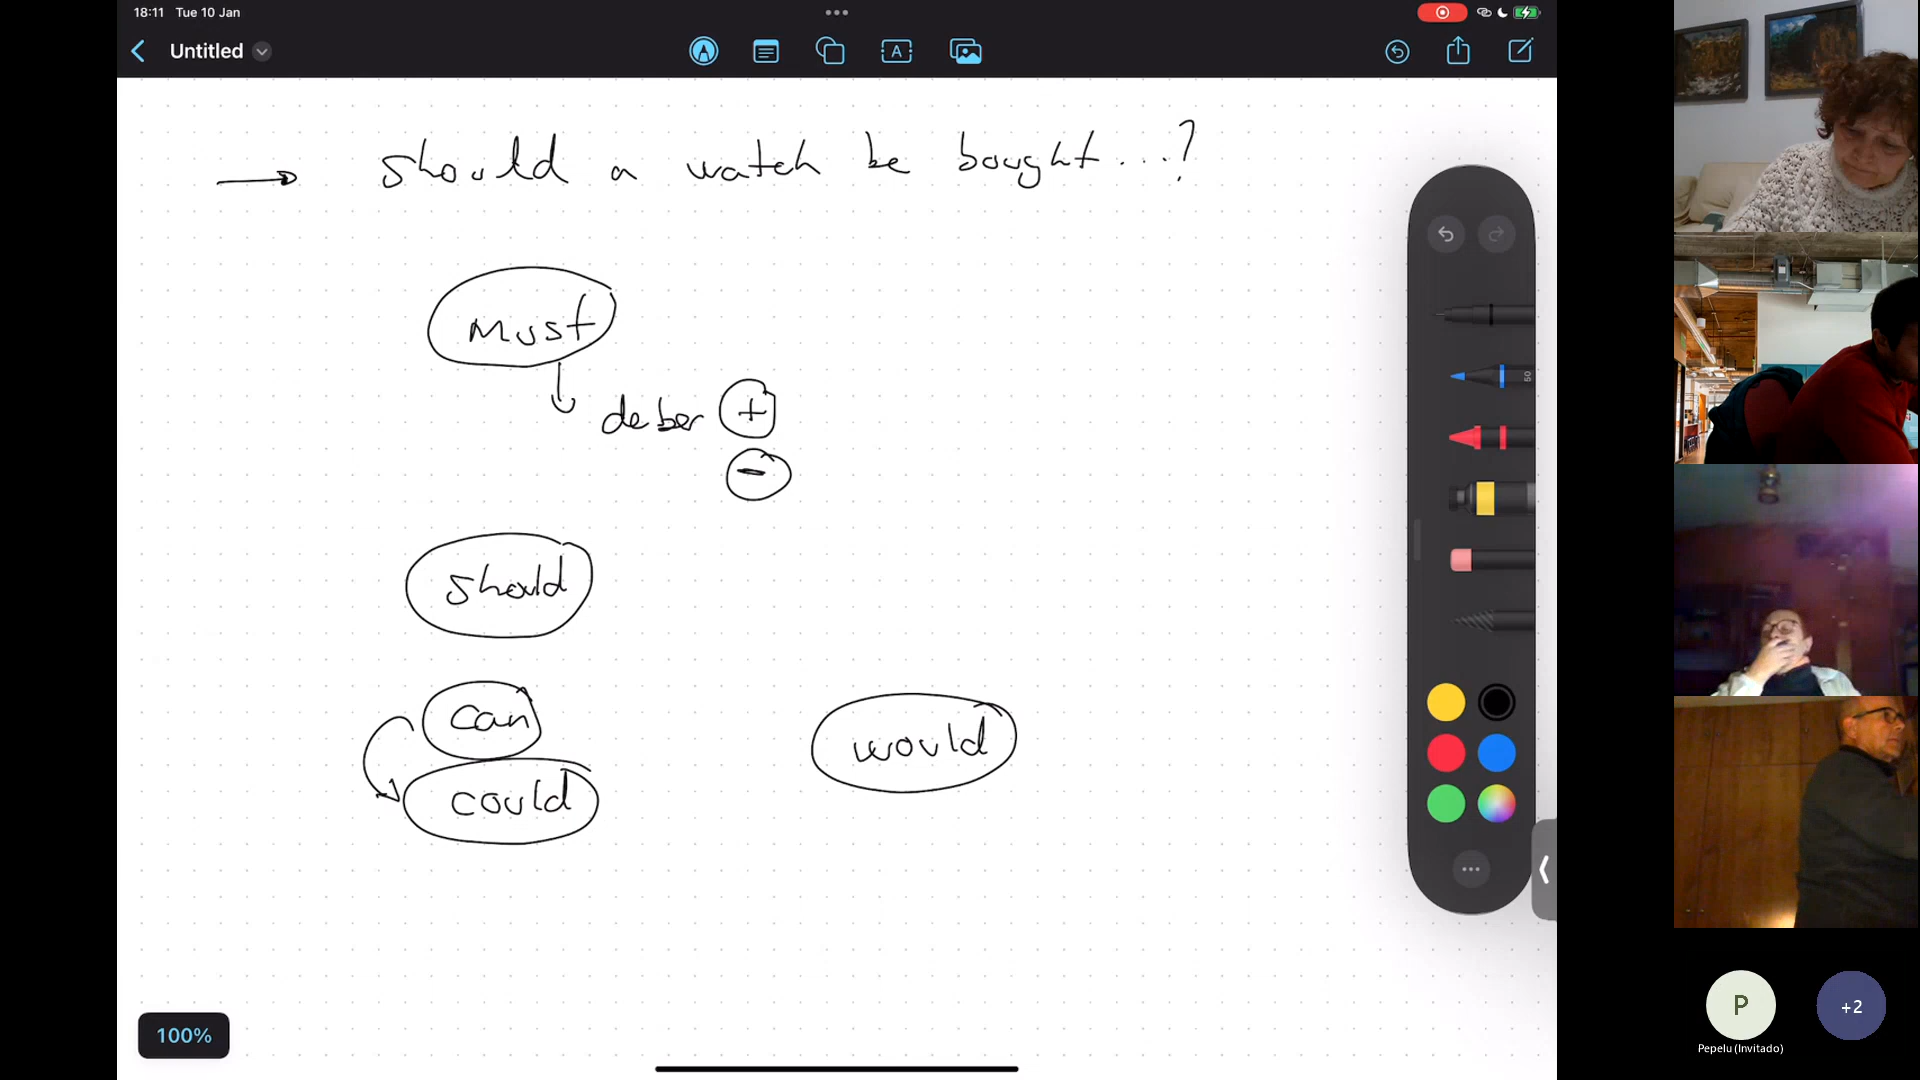 18:11 Tue 10 Jan
Untitled
A
→ should a watch be bought...?
Must
deber +
-
50
should
can
would
could
100%
P
+2
Pepelu (Invitado)